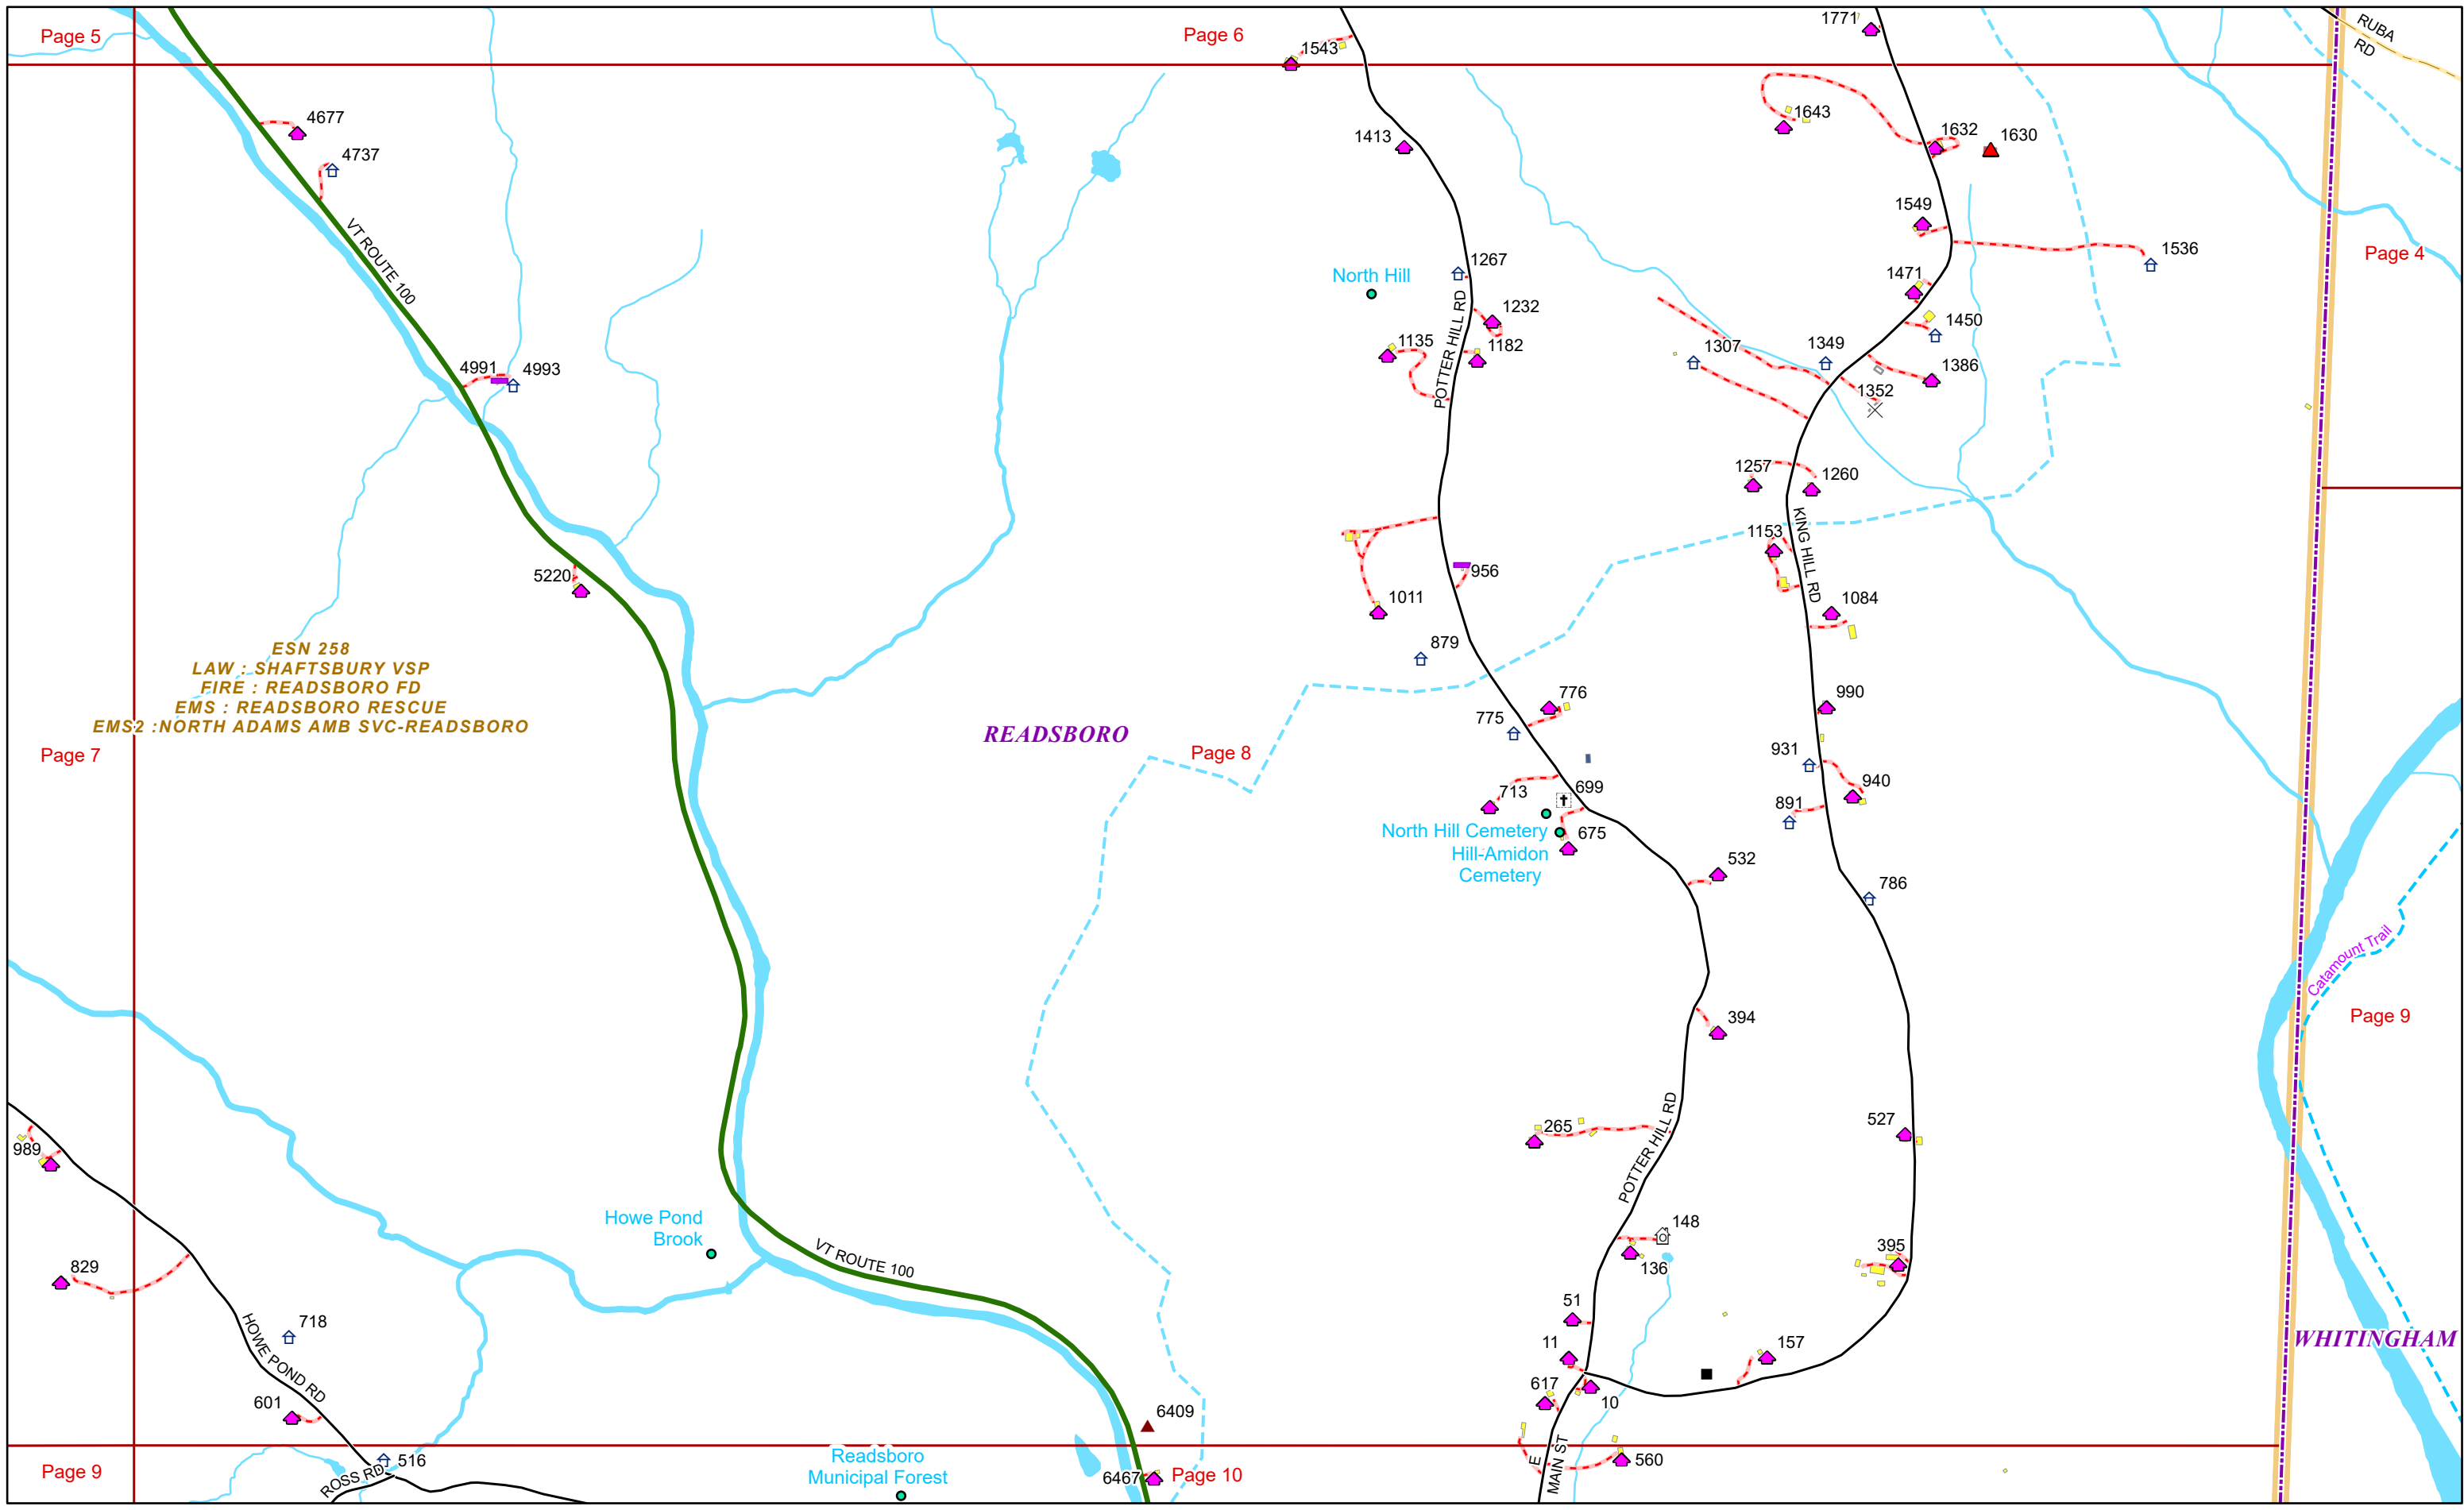 Page 5
Page 6
1543
1771
RUBA
RD
4677
4737
1413
1643
1632
1630
VT ROUTE 100
1549
1536
Page 4
North Hill
1267
1471
POTTER HILL RD
1232
1450
1135
1182
1307
1349
1386
4991
4993
1352
1257
1260
KING HILL RD
1153
5220
956
1011
1084
879
ESN 258
LAW : SHAFTSBURY VSP
FIRE : READSBORO FD
EMS : READSBORO RESCUE
EMS2 :NORTH ADAMS AMB SVC-READSBORO
776
990
775
READSBORO
Page 7
Page 8
931
940
713
699
891
North Hill Cemetery
675
Hill-Amidon
Cemetery
532
786
Catamount Trail
394
Page 9
POTTER HILL RD
265
527
989
Howe Pond
Brook
148
136
395
VT ROUTE 100
829
51
718
HOWE POND RD
11
157
WHITINGHAM
617
10
601
6409
E
MAIN ST
Readsboro
Municipal Forest
516
560
Page 9
ROSS RD
6467
Page 10